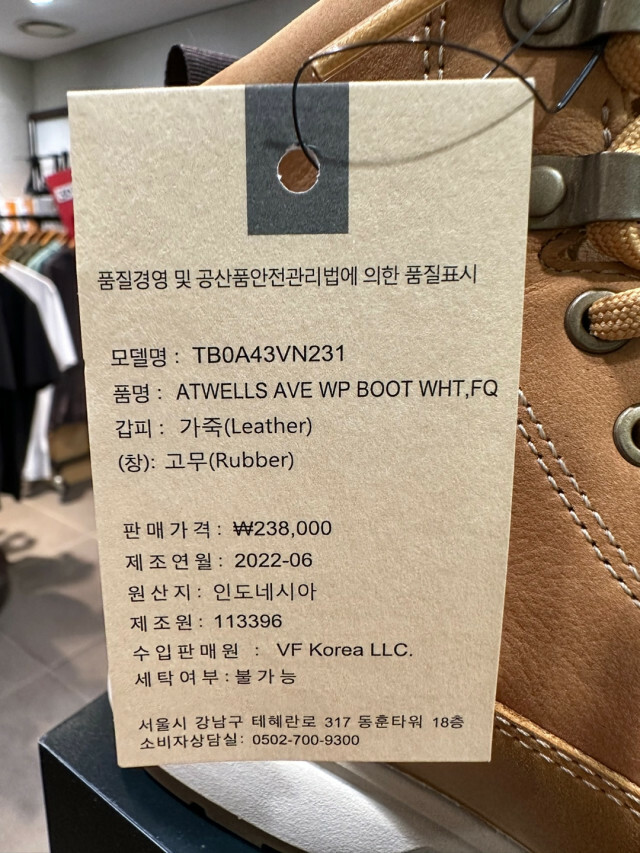 품질경영 및 공산품안전관리법에 의한 품질표시
모델명 : TB0A43VN231
품명 : ATWELLS AVE WP BOOT WHT,FQ
갑피 : 가죽(Leather)
(창): 고무(Rubber)
판매가격 : ₩238,000
제조연월 : 2022-06
원산지 : 인도네시아
제조원 : 113396
수입판매원 : VF Korea LLC.
세탁여부 : 불가능
서울시 강남구 테헤란로 317 동훈타워 18층
소비자상담실: 0502-700-9300